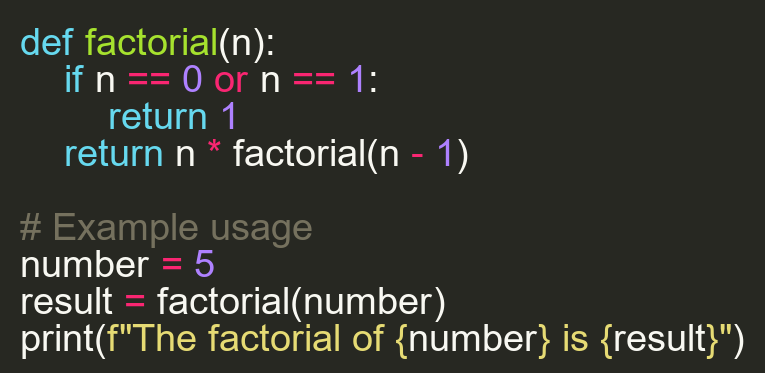 def factorial(n):
    if n == 0 or n == 1:
        return 1
    return n * factorial(n - 1)

# Example usage
number = 5
result = factorial(number)
print(f"The factorial of {number} is {result}")